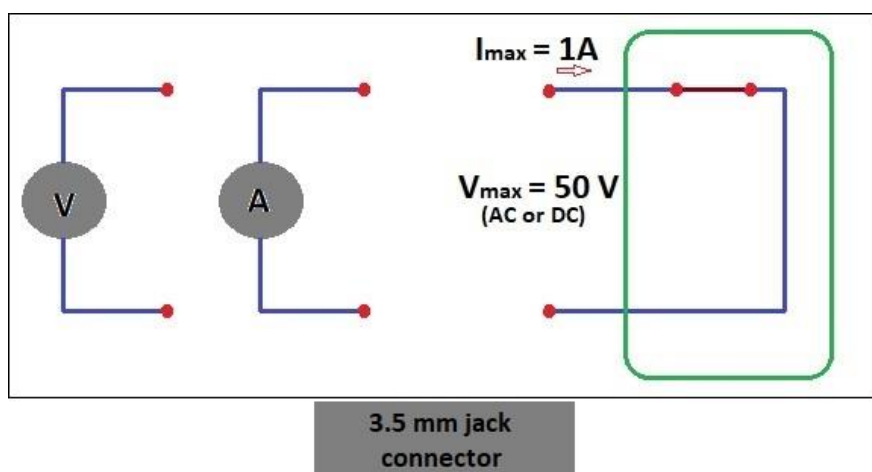 Imax = 1A
V
A
Vmax = 50 V
(AC or DC)
3.5 mm jack
connector